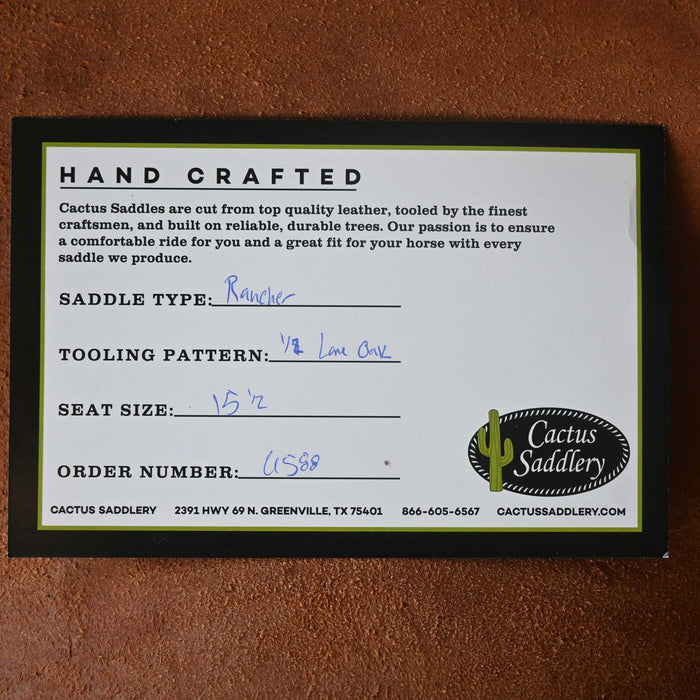 HAND CRAFTED
Cactus Saddles are cut from top quality leather, tooled by the finest
craftsmen, and built on reliable, durable trees. Our passion is to ensure
a comfortable ride for you and a great fit for your horse with every
saddle we produce.
SADDLE TYPE: Rancher
TOOLING PATTERN: 1/2 Lone Oak
SEAT SIZE: 15 1/2
ORDER NUMBER:
Cactus
Saddlery
CACTUS SADDLERY 2391 HWY 69 N. GREENVILLE, TX 75401 866-605-6567 CACTUSSADDLERY.COM